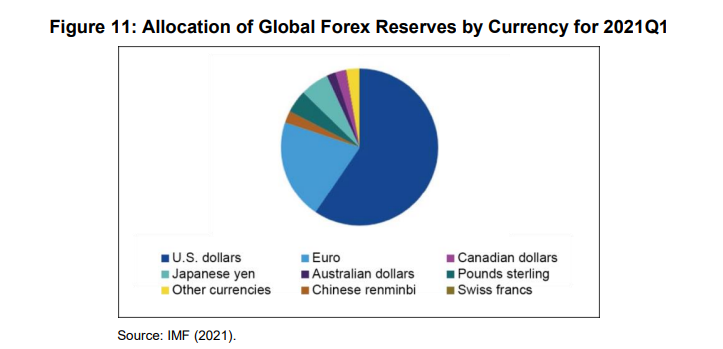 Figure 11: Allocation of Global Forex Reserves by Currency for 2021Q1
U.S. dollars Euro Canadian dollars
Japanese yen Australian dollars Pounds sterling
Other currencies Chinese renminbi Swiss francs
Source: IMF (2021).